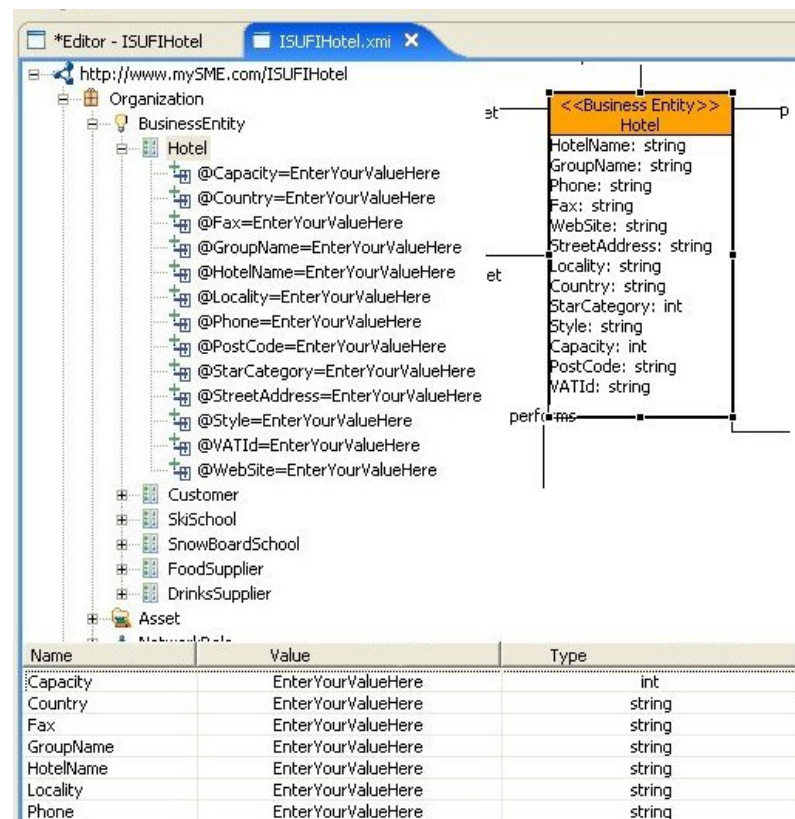 *Editor - ISUFIHotel
ISUFIHotel.xmi
http://www.mySME.com/ISUFIHotel
Organization
BusinessEntity
Hotel
@Capacity=EnterYourValueHere
@Country=EnterYourValueHere
@Fax=EnterYourValueHere
@GroupName=EnterYourValueHere
@HotelName=EnterYourValueHere
@Locality=EnterYourValueHere
@Phone=EnterYourValueHere
@PostCode=EnterYourValueHere
@StarCategory=EnterYourValueHere
@StreetAddress=EnterYourValueHere
@Style=EnterYourValueHere
@VATId=EnterYourValueHere
@WebSite=EnterYourValueHere
Customer
SkiSchool
SnowBoardSchool
FoodSupplier
DrinksSupplier
Asset
et
et
p
<<Business Entity>>
Hotel
HotelName: string
GroupName: string
Phone: string
Fax: string
WebSite: string
StreetAddress: string
Locality: string
Country: string
StarCategory: int
Style: string
Capacity: int
PostCode: string
VATId: string
performs
Name Value Type
Capacity EnterYourValueHere int
Country EnterYourValueHere string
Fax EnterYourValueHere string
GroupName EnterYourValueHere string
HotelName EnterYourValueHere string
Locality EnterYourValueHere string
Phone EnterYourValueHere string